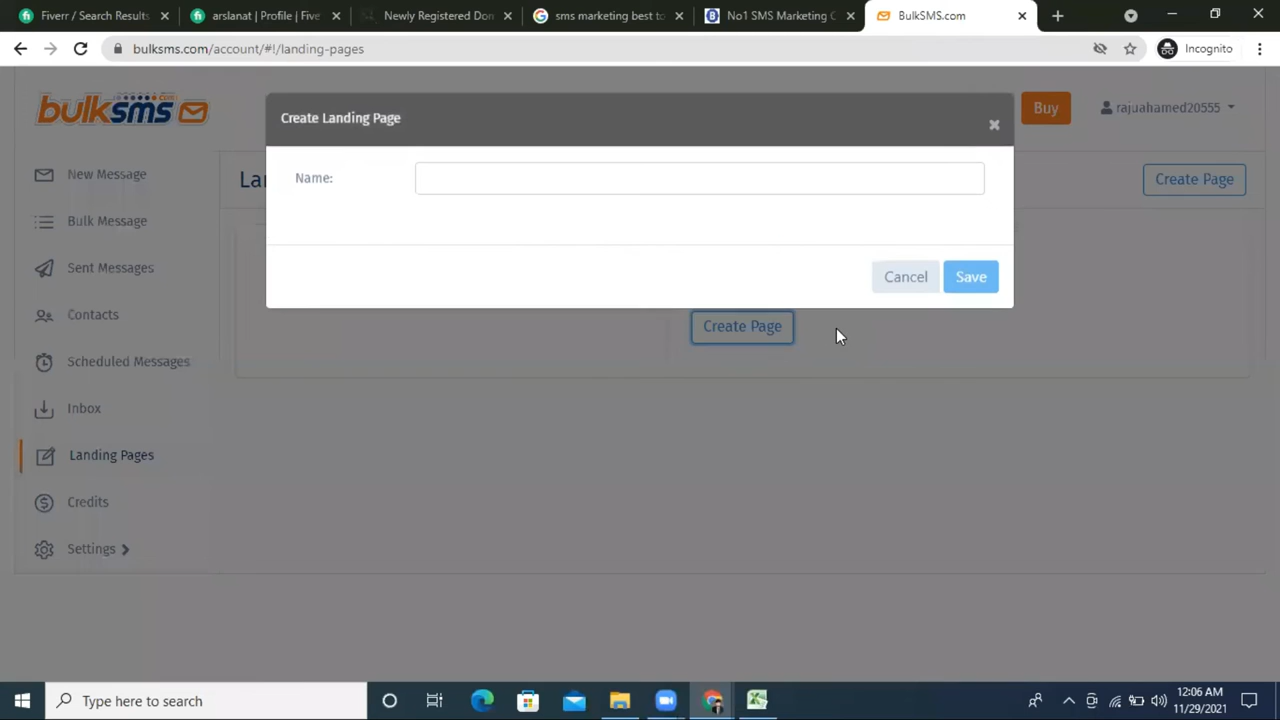 Fiverr / Search Results
arslanat | Profile | Five
Newly Registered Dom
sms marketing best to
No1 SMS Marketing C
BulkSMS.com
bulksms.com/account/#!/landing-pages
Incognito
bulksms.com
Buy
rajuahamed20555
Create Landing Page
Name:
Cancel
Save
La
Create Page
Create Page
New Message
Bulk Message
Sent Messages
Contacts
Scheduled Messages
Inbox
Landing Pages
Credits
Settings
Type here to search
12:06 AM
11/29/2021